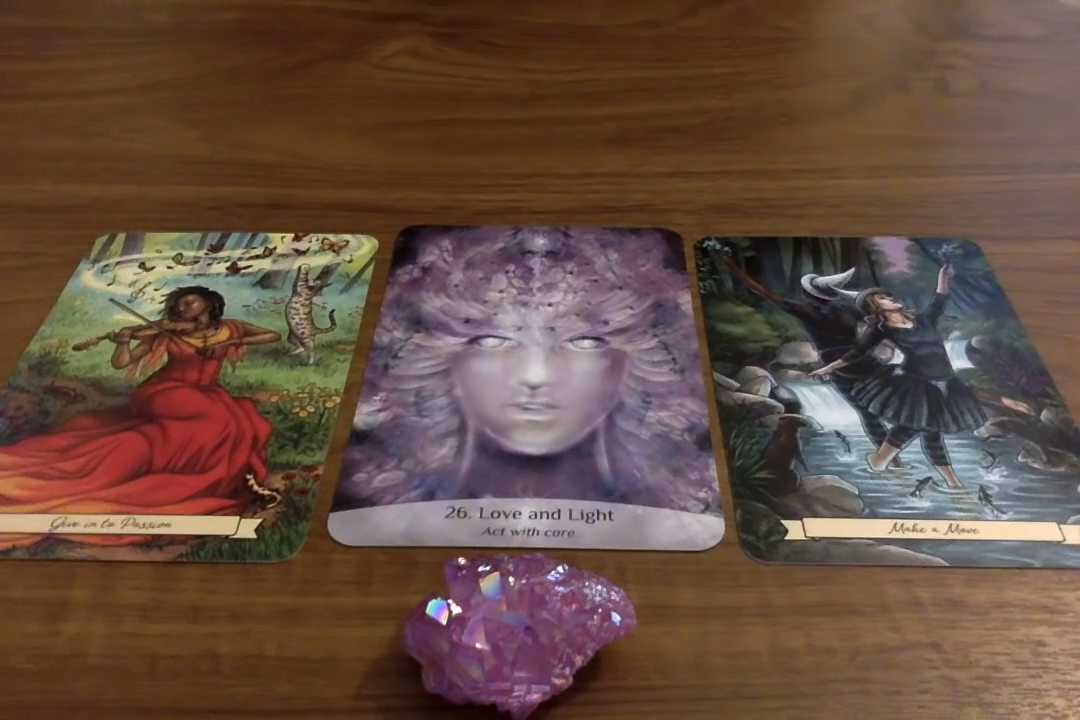 Give in to Passion
26. Love and Light
Act with care
Make a Move